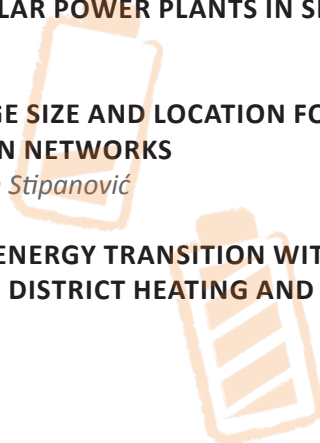 LAR POWER PLANTS IN
GE SIZE AND LOCATION FO
N NETWORKS
Stipanović
ENERGY TRANSITION WIT
DISTRICT HEATING AND